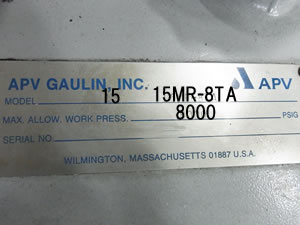 APV GAULIN, INC. APV
MODEL 15 15MR-8TA
MAX. ALLOW. WORK PRESS. 8000 PSIG
SERIAL NO.
WILMINGTON, MASSACHUSETTS 01887 U.S.A.